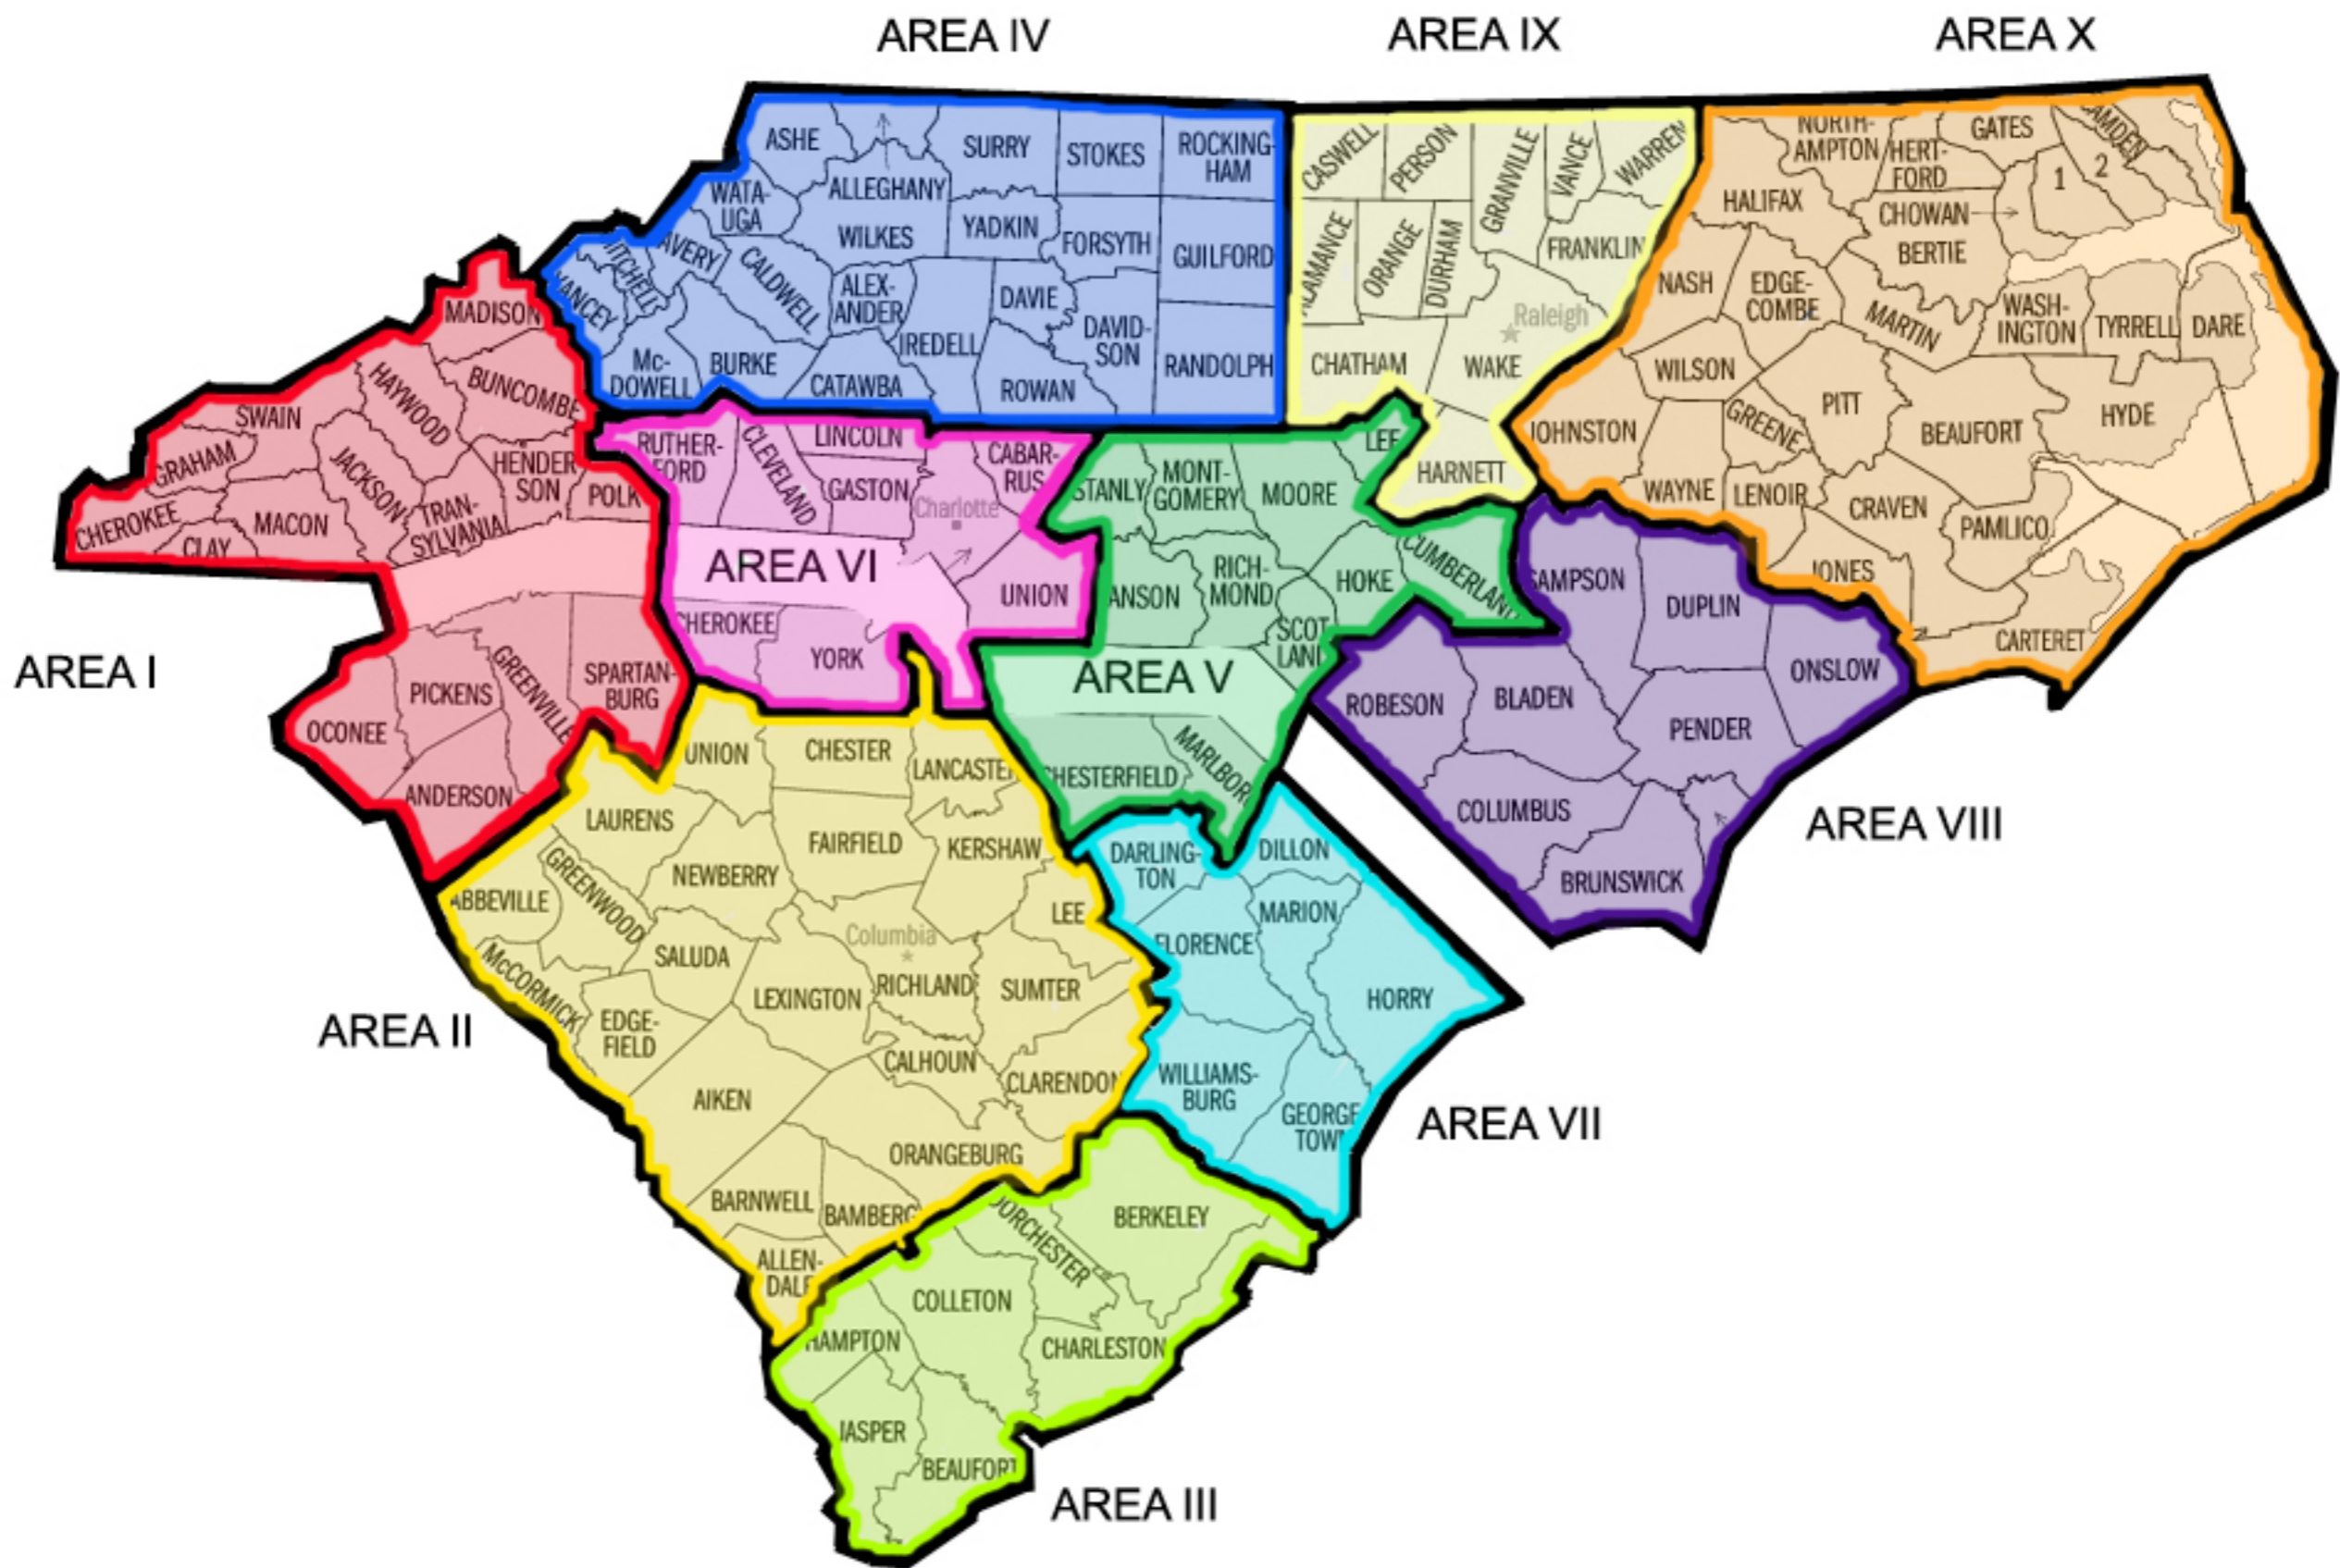 AREA IV
AREA IX
AREA X
ASHE
ALLEGHANY
SURRY
STOKES
ROCKING-
HAM
WATA-
UGA
WILKES
YADKIN
FORSYTH
GUILFORD
AVERY
CALDWELL
ALEX-
ANDER
DAVIE
DAVID-
SON
IREDELL
Mc-
DOWELL
BURKE
CATAWBA
ROWAN
RANDOLPH
CASWELL
PERSON
GRANVILLE
VANCE
WARREN
ORANGE
DURHAM
FRANKLIN
Raleigh
CHATHAM
WAKE
HARNETT
NORTH-
AMPTON
HERT-
FORD
GATES
1
2
HALIFAX
CHOWAN
BERTIE
NASH
EDGE-
COMBE
MARTIN
WASH-
INGTON
TYRRELL
DARE
WILSON
PITT
GREENE
BEAUFORT
HYDE
JOHNSTON
WAYNE
LENOIR
CRAVEN
PAMLICO
JONES
CARTERET
MADISON
HAYWOOD
BUNCOMBE
SWAIN
GRAHAM
JACKSON
HENDER
SON
POLK
CHEROKEE
CLAY
MACON
TRAN-
SYLVANIA
AREA I
PICKENS
GREENVILLE
SPARTAN-
BURG
OCONEE
ANDERSON
RUTHER-
FORD
CLEVELAND
LINCOLN
GASTON
CABAR-
RUS
Charlotte
AREA VI
UNION
CHEROKEE
YORK
STANLY
MONT-
GOMERY
MOORE
LEE
ANSON
RICH-
MOND
HOKE
CUMBERLAND
SCOT
LAND
AREA V
CHESTERFIELD
MARLBORO
SAMPSON
DUPLIN
ONSLOW
ROBESON
BLADEN
PENDER
COLUMBUS
BRUNSWICK
AREA VIII
UNION
CHESTER
LANCASTER
LAURENS
FAIRFIELD
KERSHAW
NEWBERRY
GREENWOOD
ABBEVILLE
LEE
Columbia
SALUDA
McCORMICK
LEXINGTON
RICHLAND
SUMTER
EDGE-
FIELD
CALHOUN
CLARENDON
AIKEN
ORANGEBURG
BARNWELL
BAMBERG
ALLEN-
DALE
AREA II
DARLING-
TON
DILLON
MARION
FLORENCE
HORRY
WILLIAMS-
BURG
GEORGE
TOWN
AREA VII
DORCHESTER
BERKELEY
COLLETON
HAMPTON
CHARLESTON
JASPER
BEAUFORT
AREA III